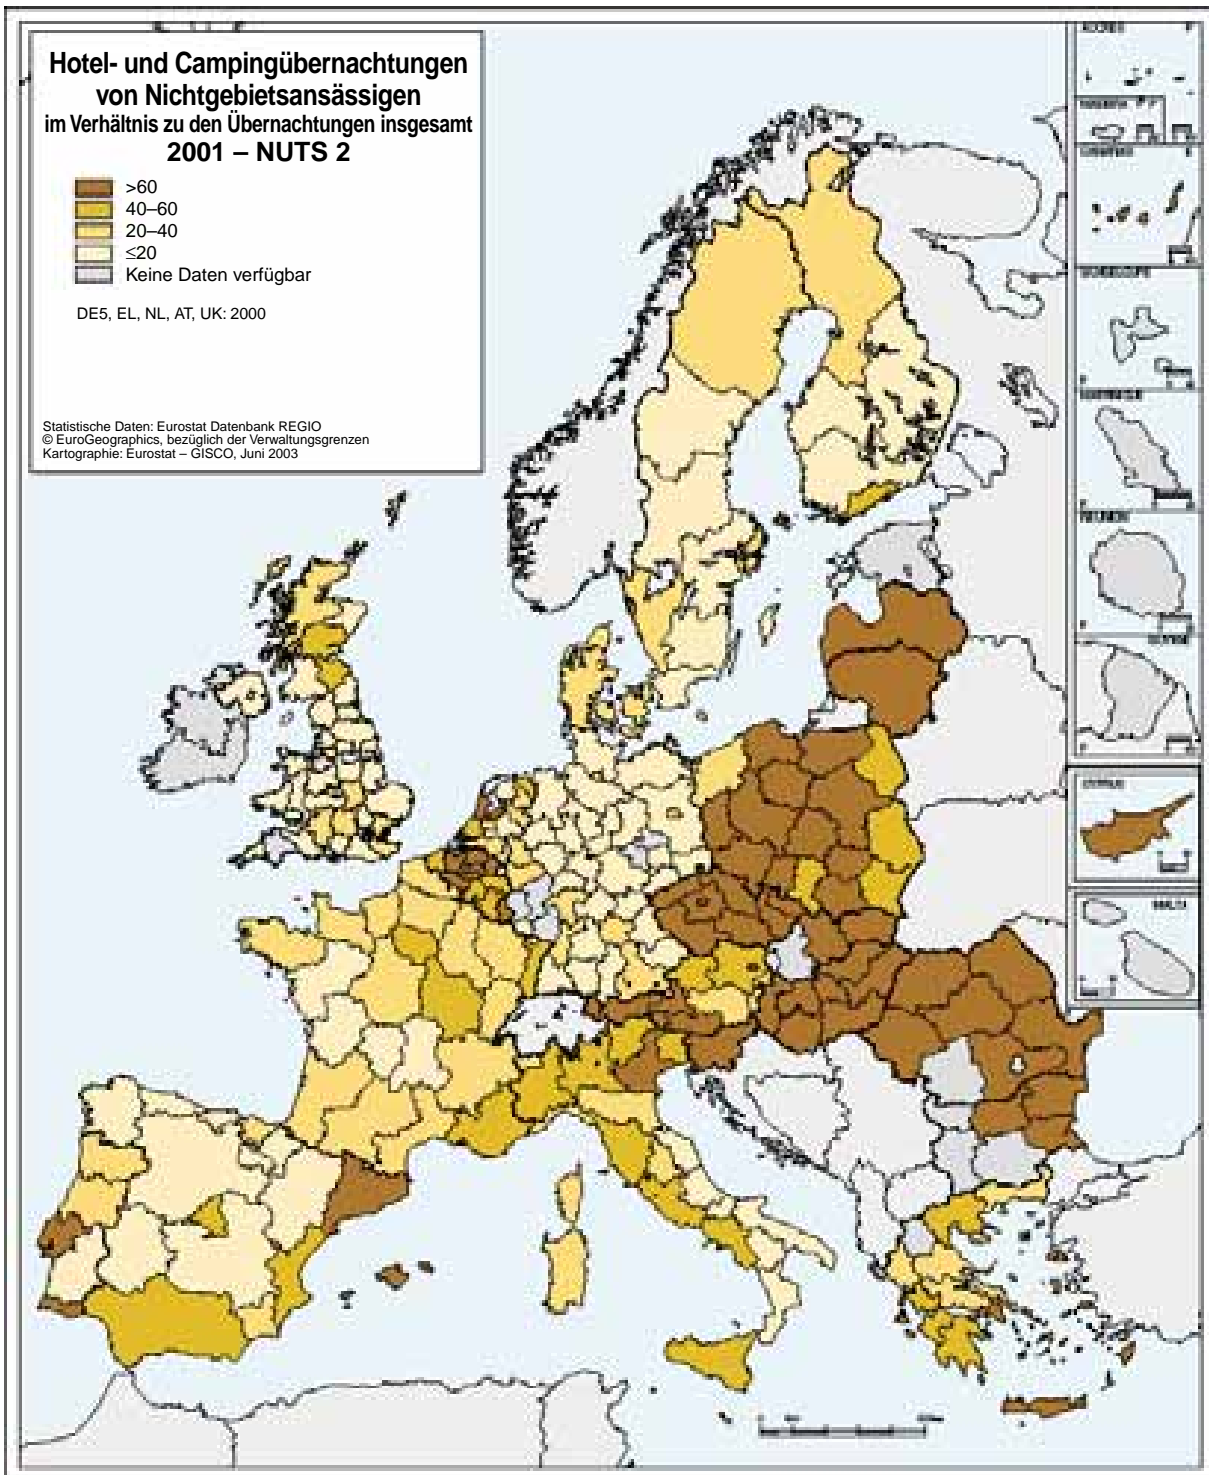 Hotel- und Campingübernachtungen
von Nichtgebietsansässigen
im Verhältnis zu den Übernachtungen insgesamt
2001 – NUTS 2
>60
40–60
20–40
≤20
Keine Daten verfügbar
DE5, EL, NL, AT, UK: 2000
Statistische Daten: Eurostat Datenbank REGIO
© EuroGeographics, bezüglich der Verwaltungsgrenzen
Kartographie: Eurostat – GISCO, Juni 2003